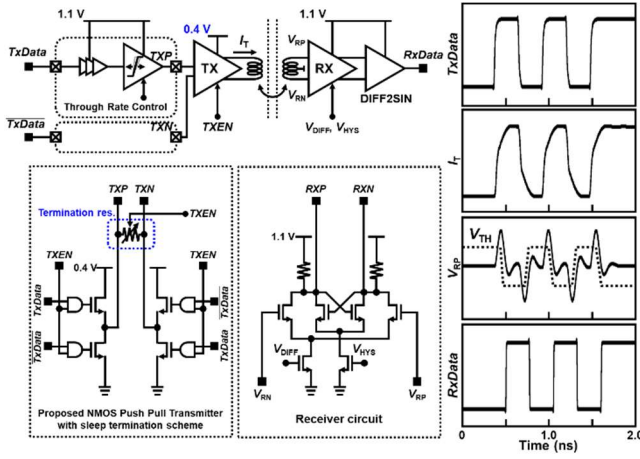 1.1 V
0.4 V
1.1 V
TxData
TXP
TX
I_T
V_RP
RX
RxData
Through Rate Control
V_RN
DIFF2SIN
TxData
TXN
TXEN
V_DIFF, V_HYS
TXP TXN
Termination res.
TXEN
TXEN
0.4 V
TXEN
TxData
TxData
TxData
TxData
Proposed NMOS Push Pull Transmitter
with sleep termination scheme
RXP RXN
1.1 V
V_DIFF
V_HYS
V_RN
V_RP
Receiver circuit
TxData
I_T
V_RP
V_TH
RxData
0 1.0 2.0
Time (ns)